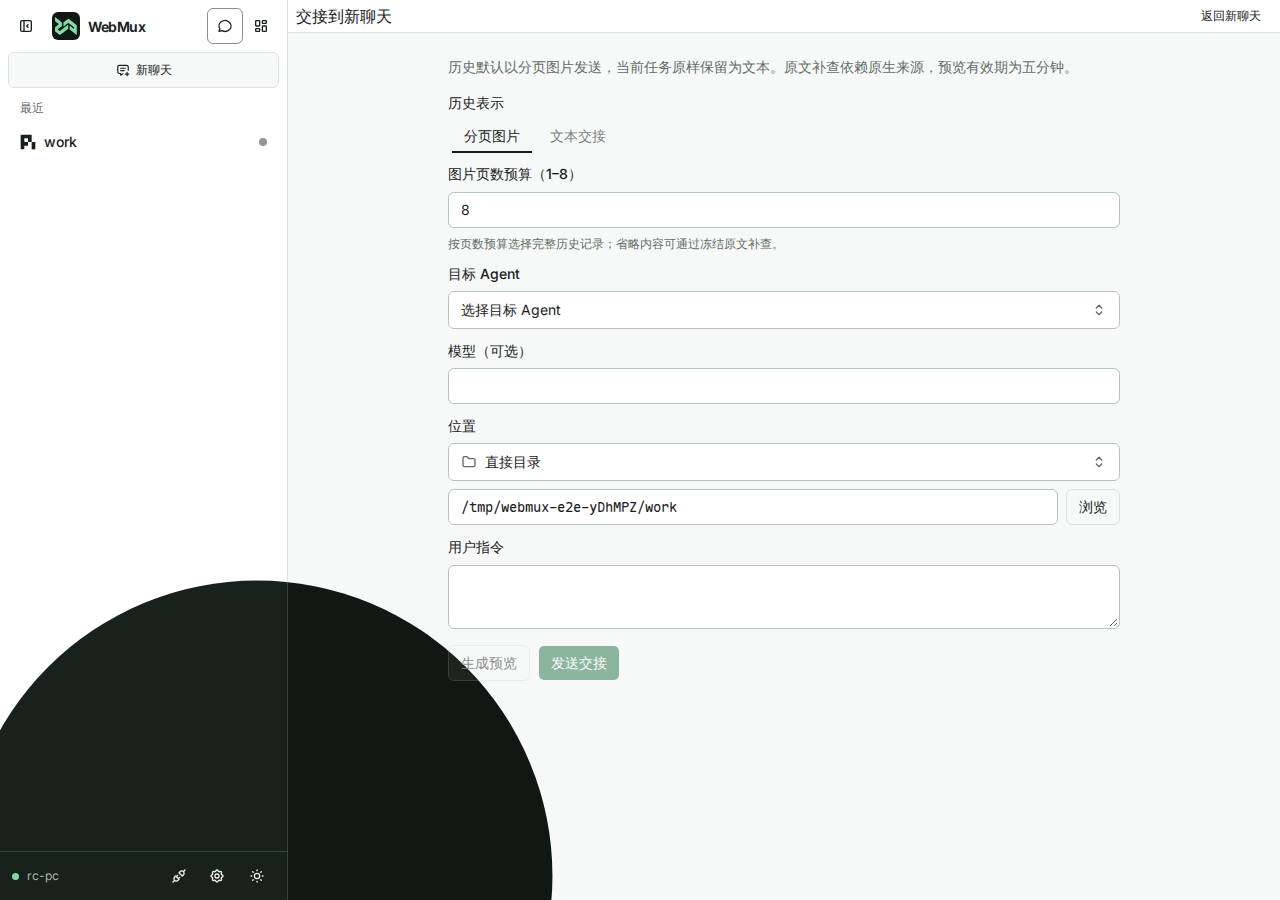 WebMux
新聊天
最近
work
rc-pc
交接到新聊天
返回新聊天
历史默认以分页图片发送，当前任务原样保留为文本。原文补查依赖原生来源，预览有效期为五分钟。
历史表示
分页图片 文本交接
图片页数预算（1–8）
8
按页数预算选择完整历史记录；省略内容可通过冻结原文补查。
目标 Agent
选择目标 Agent
模型（可选）
位置
直接目录
/tmp/webmux-e2e-yDhMPZ/work 浏览
用户指令
生成预览 发送交接